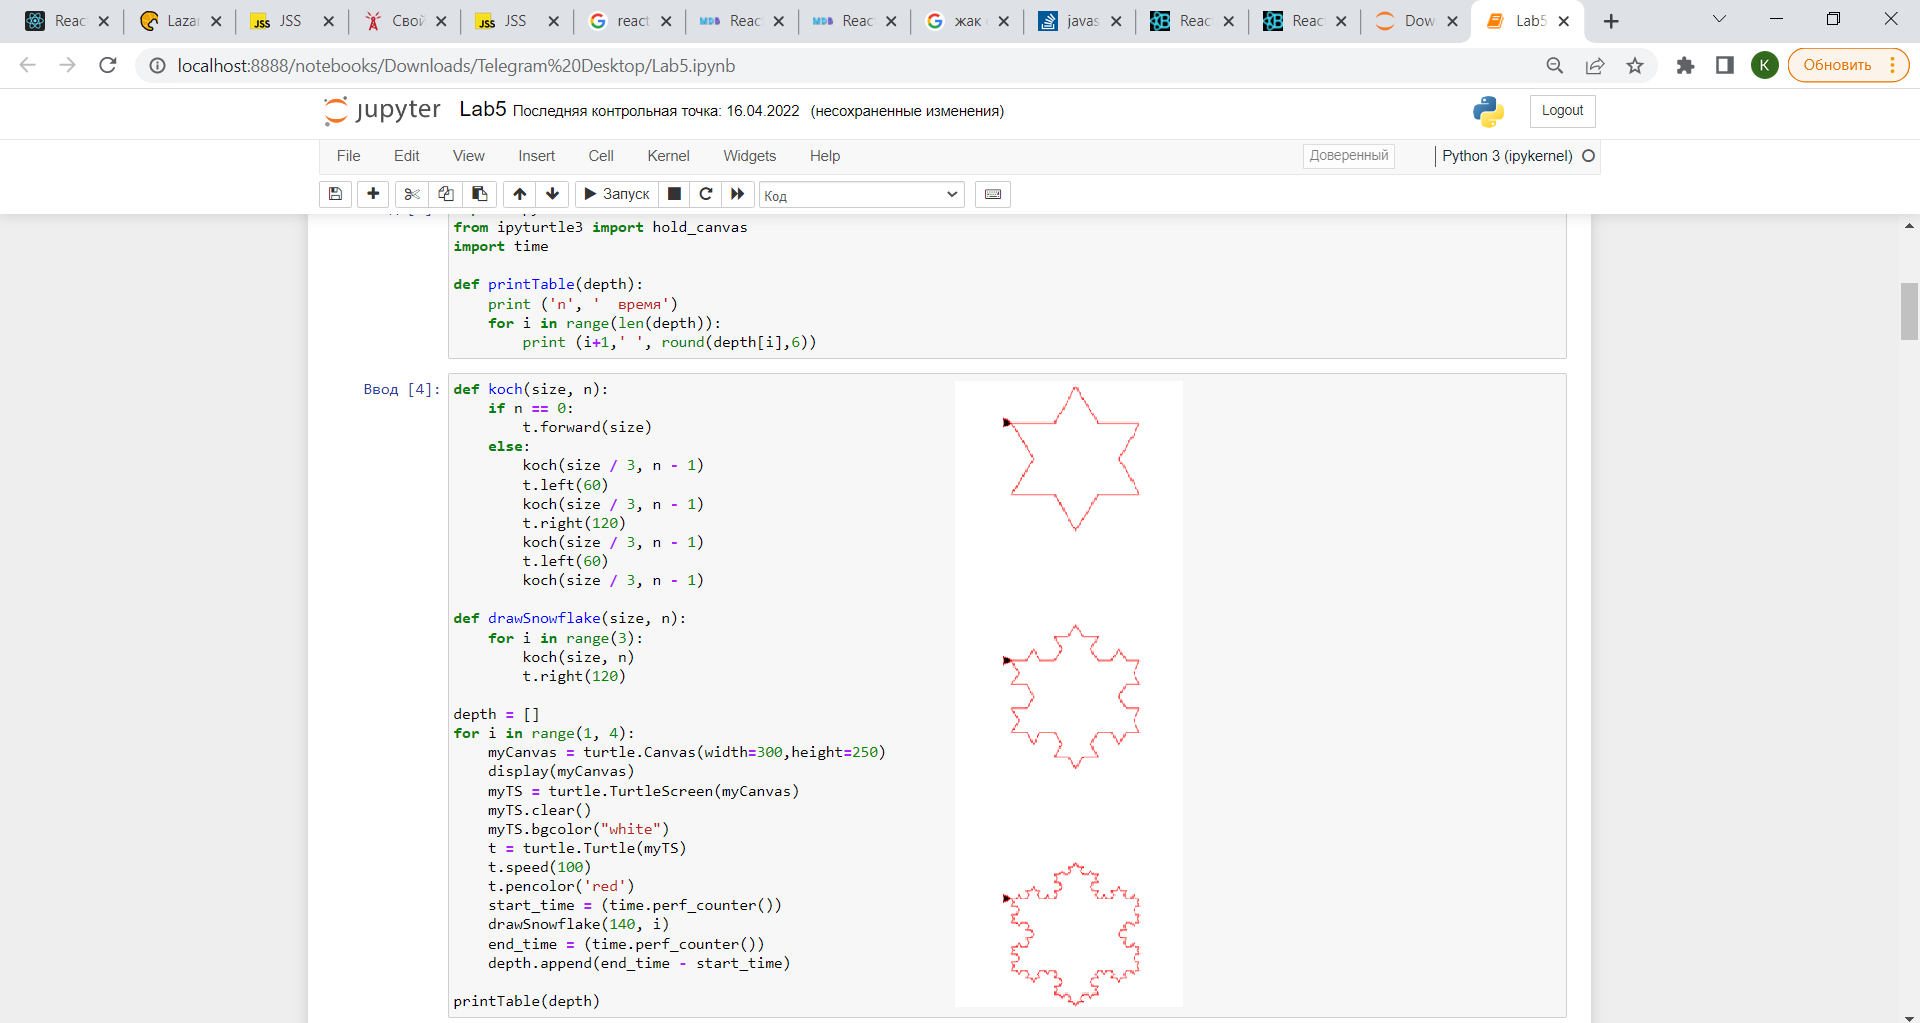 Reac
Lazar
JSS
JSS
Свой
JSS
JSS
react
MDB
Reac
MDB
Reac
жак
javas
Reac
Reac
Dow
Lab5
localhost:8888/notebooks/Downloads/Telegram%20Desktop/Lab5.ipynb
K
Обновить
jupyter
Lab5 Последняя контрольная точка: 16.04.2022 (несохраненные изменения)
Logout
File Edit View Insert Cell Kernel Widgets Help
Доверенный
Python 3 (ipykernel)
Запуск
Код
from ipyturtle3 import hold_canvas
import time
def printTable(depth):
    print ('n', '  время')
    for i in range(len(depth)):
        print (i+1,' ', round(depth[i],6))
Ввод [4]:
def koch(size, n):
    if n == 0:
        t.forward(size)
    else:
        koch(size / 3, n - 1)
        t.left(60)
        koch(size / 3, n - 1)
        t.right(120)
        koch(size / 3, n - 1)
        t.left(60)
        koch(size / 3, n - 1)
def drawSnowflake(size, n):
    for i in range(3):
        koch(size, n)
        t.right(120)
depth = []
for i in range(1, 4):
    myCanvas = turtle.Canvas(width=300,height=250)
    display(myCanvas)
    myTS = turtle.TurtleScreen(myCanvas)
    myTS.clear()
    myTS.bgcolor("white")
    t = turtle.Turtle(myTS)
    t.speed(100)
    t.pencolor('red')
    start_time = (time.perf_counter())
    drawSnowflake(140, i)
    end_time = (time.perf_counter())
    depth.append(end_time - start_time)
printTable(depth)